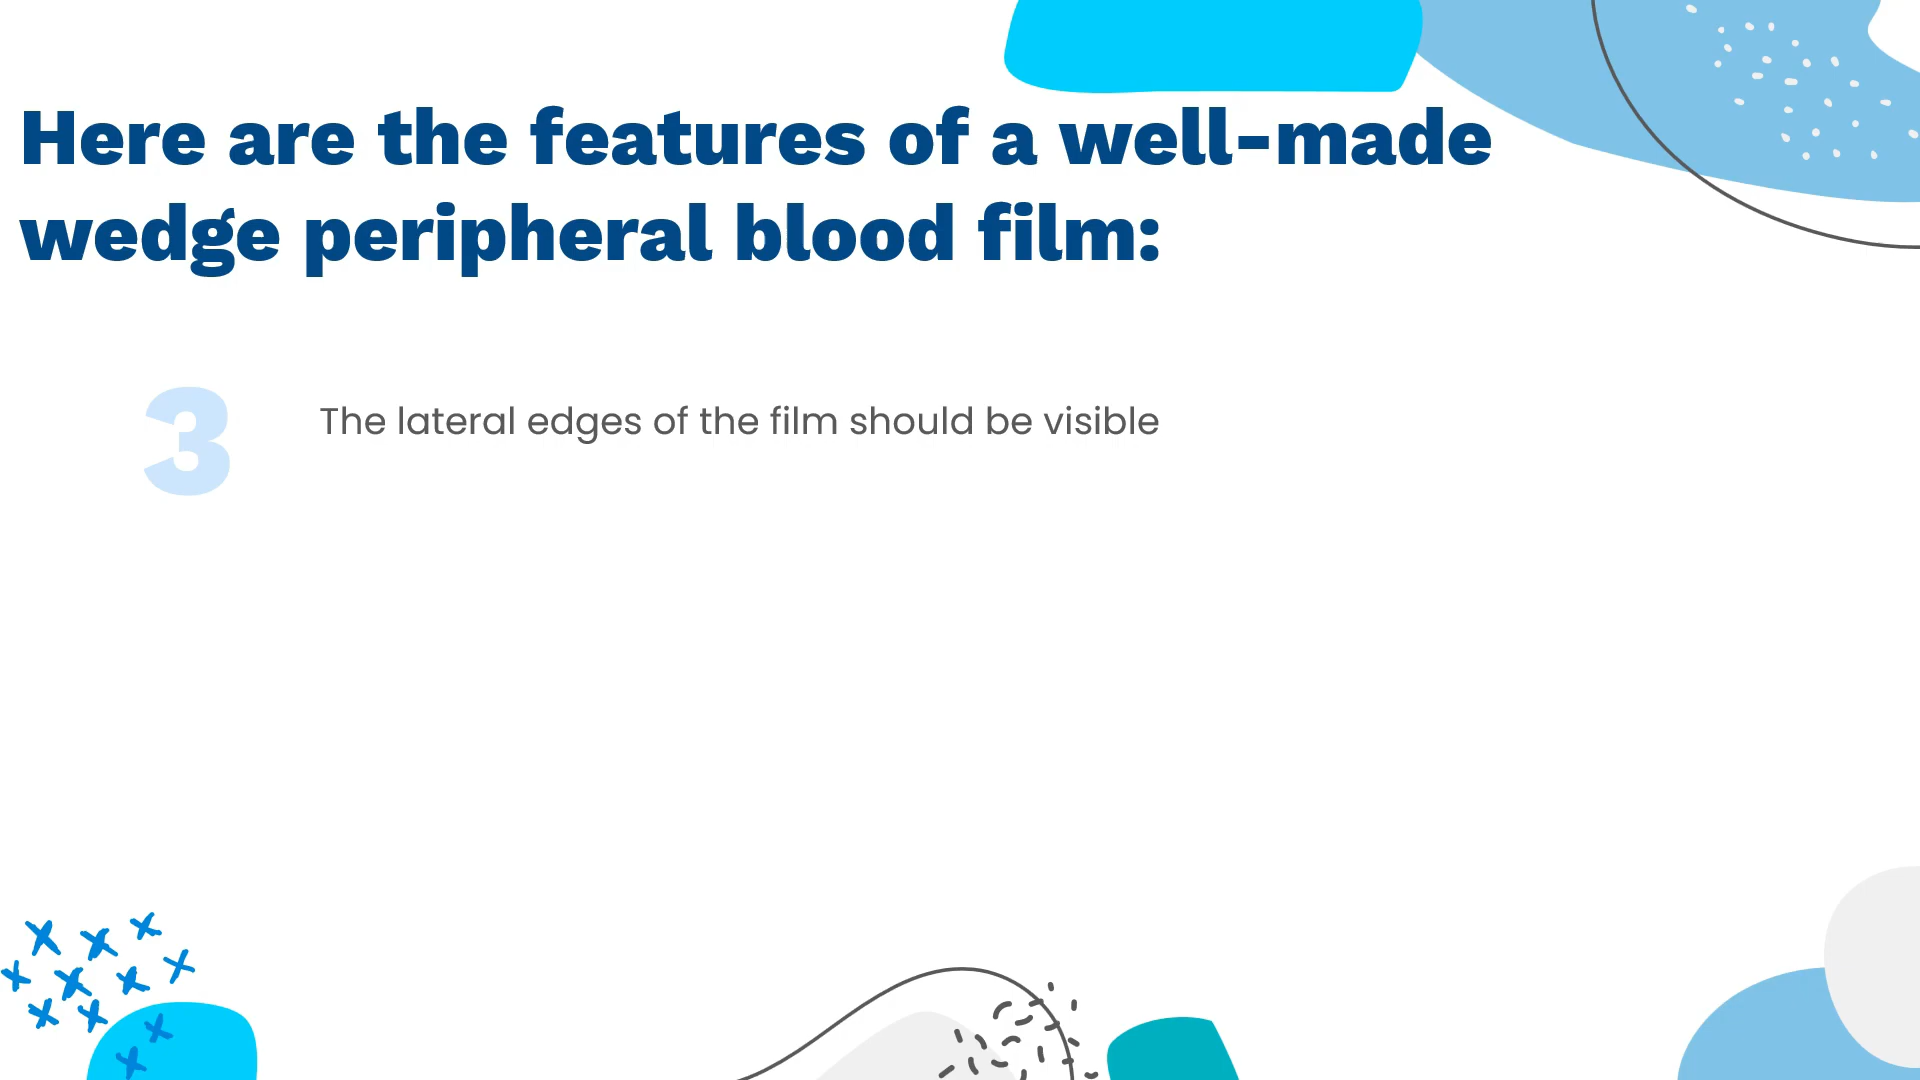 Here are the features of a well-made
wedge peripheral blood film:
3
The lateral edges of the film should be visible